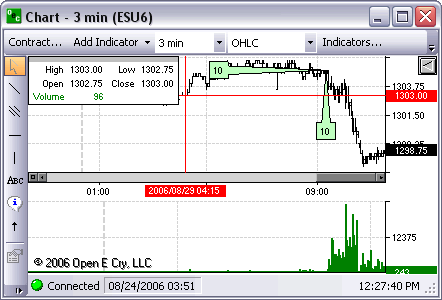 Chart - 3 min (ESU6)
Contract... Add Indicator 3 min OHLC Indicators...
High 1303.00 Low 1302.75
Open 1302.75 Close 1303.00
Volume 96
10
10
1303.75
1303.00
1301.50
1298.75
ABC
01:00 2006/08/29 04:15 09:00
12375
243
© 2006 Open E Cry, LLC
Connected 08/24/2006 03:51 12:27:40 PM